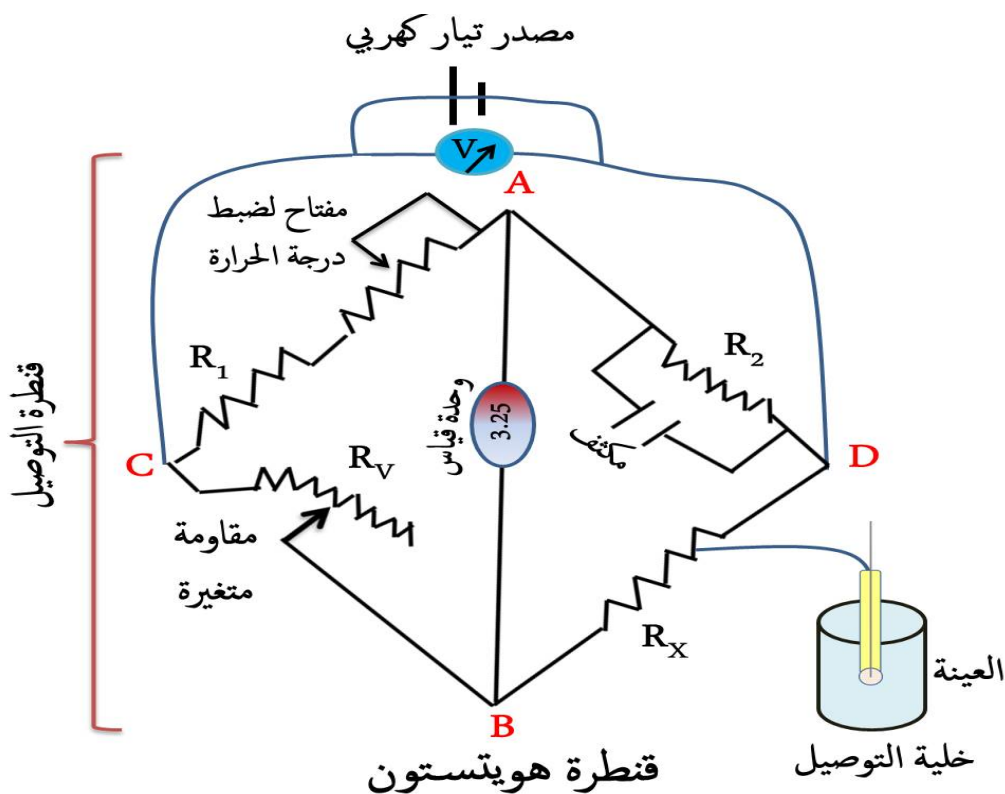 مصدر تيار كهربي
V
A
مفتاح لضبط
درجة الحرارة
R1
R2
وحدة قياس
3.25
مكثف
قنطرة التوصيل
C
D
RV
مقاومة
متغيرة
RX
العينة
B
خلية التوصيل
قنطرة هويتستون